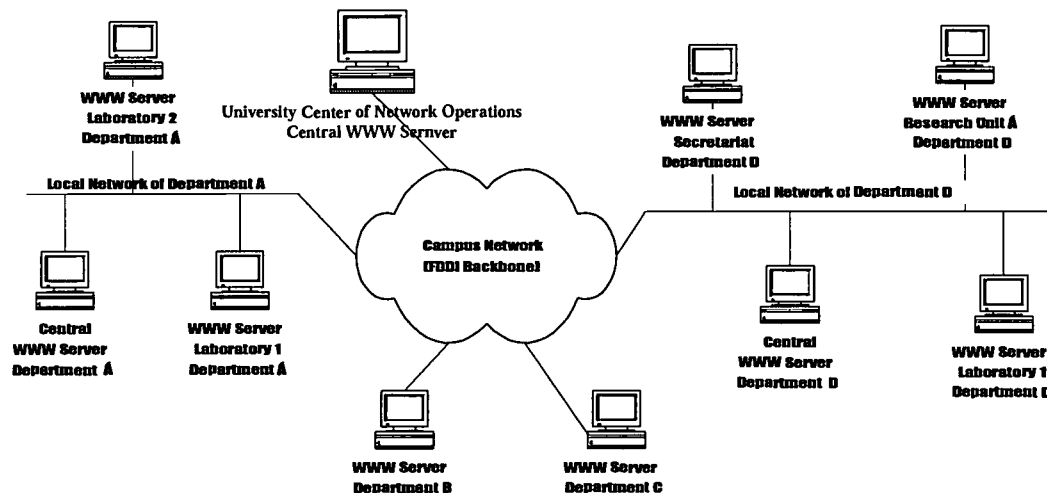 University Center of Network Operations
Central WWW Sernver
WWW Server
Laboratory 2
Department A
WWW Server
Secretariat
Department D
WWW Server
Research Unit A
Department D
Local Network of Department A
Local Network of Department D
Campus Network
(FDDI Backbone)
Central
WWW Server
Department A
WWW Server
Laboratory 1
Department A
Central
WWW Server
Department D
WWW Server
Laboratory 1
Department D
WWW Server
Department B
WWW Server
Department C